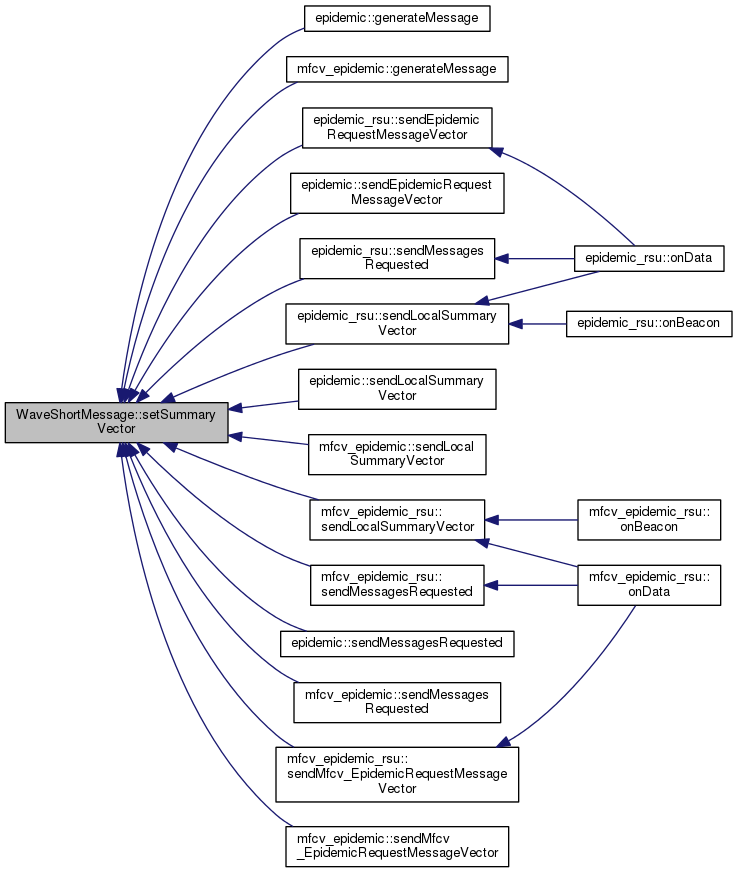 epidemic::generateMessage
mfcv_epidemic::generateMessage
epidemic_rsu::sendEpidemic
RequestMessageVector
epidemic::sendEpidemicRequest
MessageVector
epidemic_rsu::sendMessages
Requested
epidemic_rsu::onData
epidemic_rsu::sendLocalSummary
Vector
epidemic_rsu::onBeacon
epidemic::sendLocalSummary
Vector
WaveShortMessage::setSummary
Vector
mfcv_epidemic::sendLocal
SummaryVector
mfcv_epidemic_rsu::
sendLocalSummaryVector
mfcv_epidemic_rsu::
onBeacon
mfcv_epidemic_rsu::
sendMessagesRequested
mfcv_epidemic_rsu::
onData
epidemic::sendMessagesRequested
mfcv_epidemic::sendMessages
Requested
mfcv_epidemic_rsu::
sendMfcv_EpidemicRequestMessage
Vector
mfcv_epidemic::sendMfcv
_EpidemicRequestMessageVector